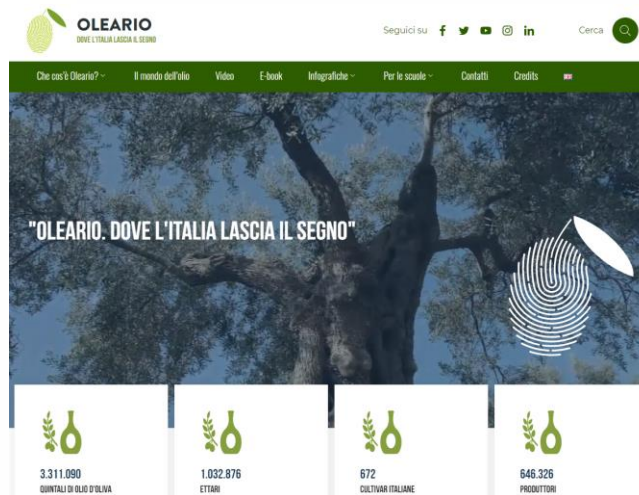 OLEARIO
DOVE L'ITALIA LASCIA IL SEGNO
Seguici su
Cerca
Che cos'è Oleario?
Il mondo dell'olio
Video
E-book
Infografiche
Per le scuole
Contatti
Credits
"OLEARIO. DOVE L'ITALIA LASCIA IL SEGNO"
3.311.090
QUINTALI DI OLIO D'OLIVA
1.032.876
ETTARI
672
CULTIVAR ITALIANE
646.326
PRODUTTORI